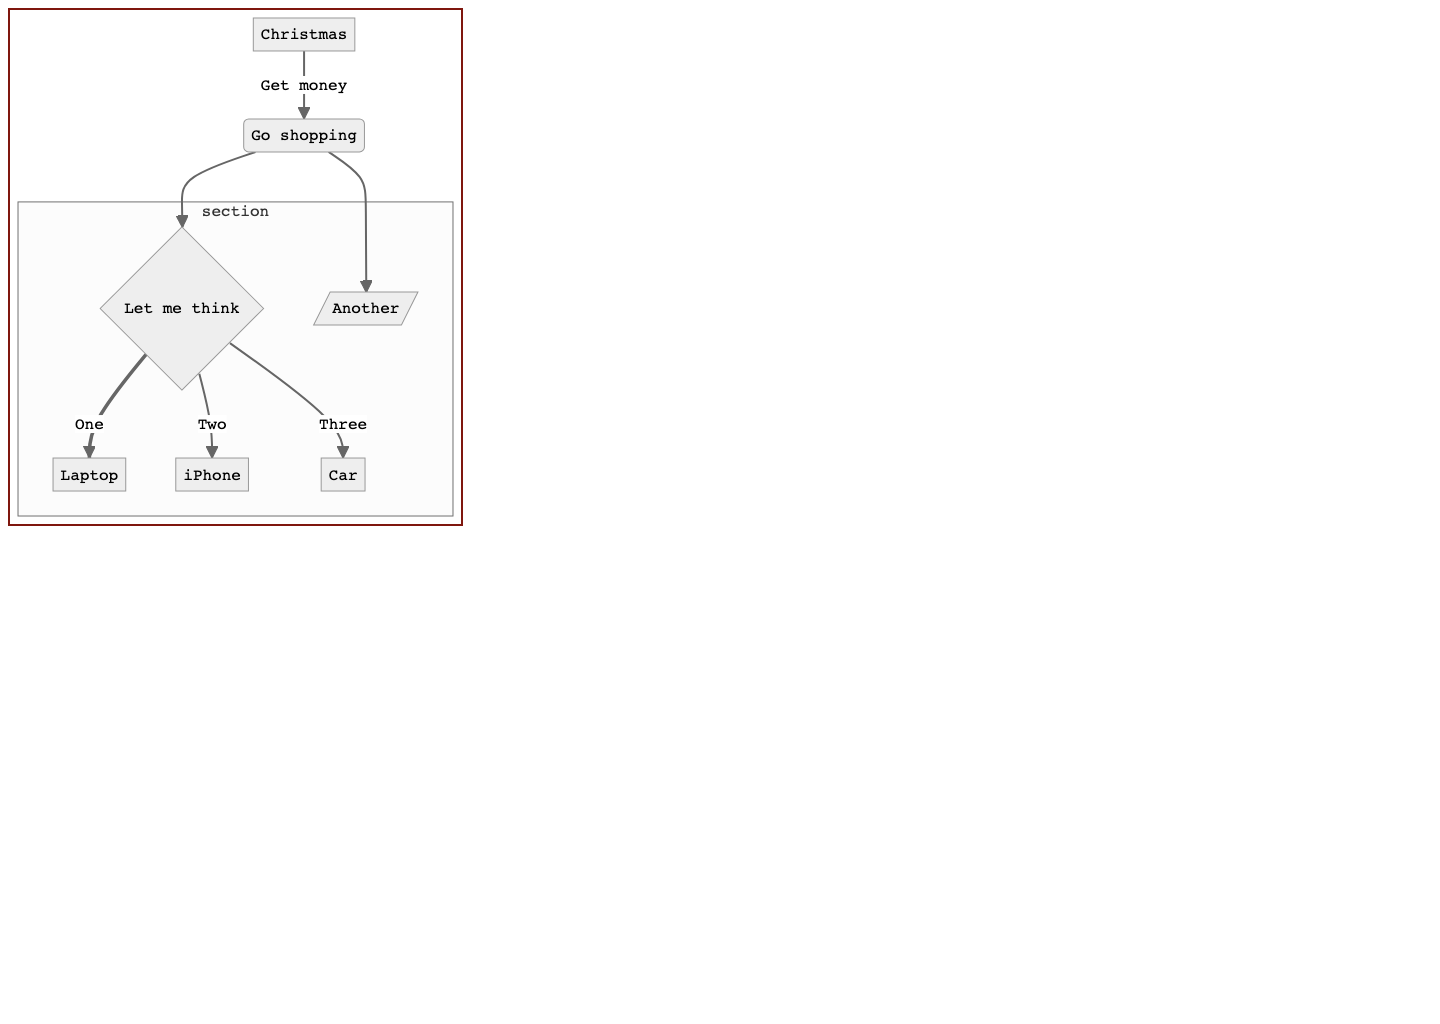 Christmas
Get money
Go shopping
section
Let me think
Another
One
Two
Three
Laptop
iPhone
Car